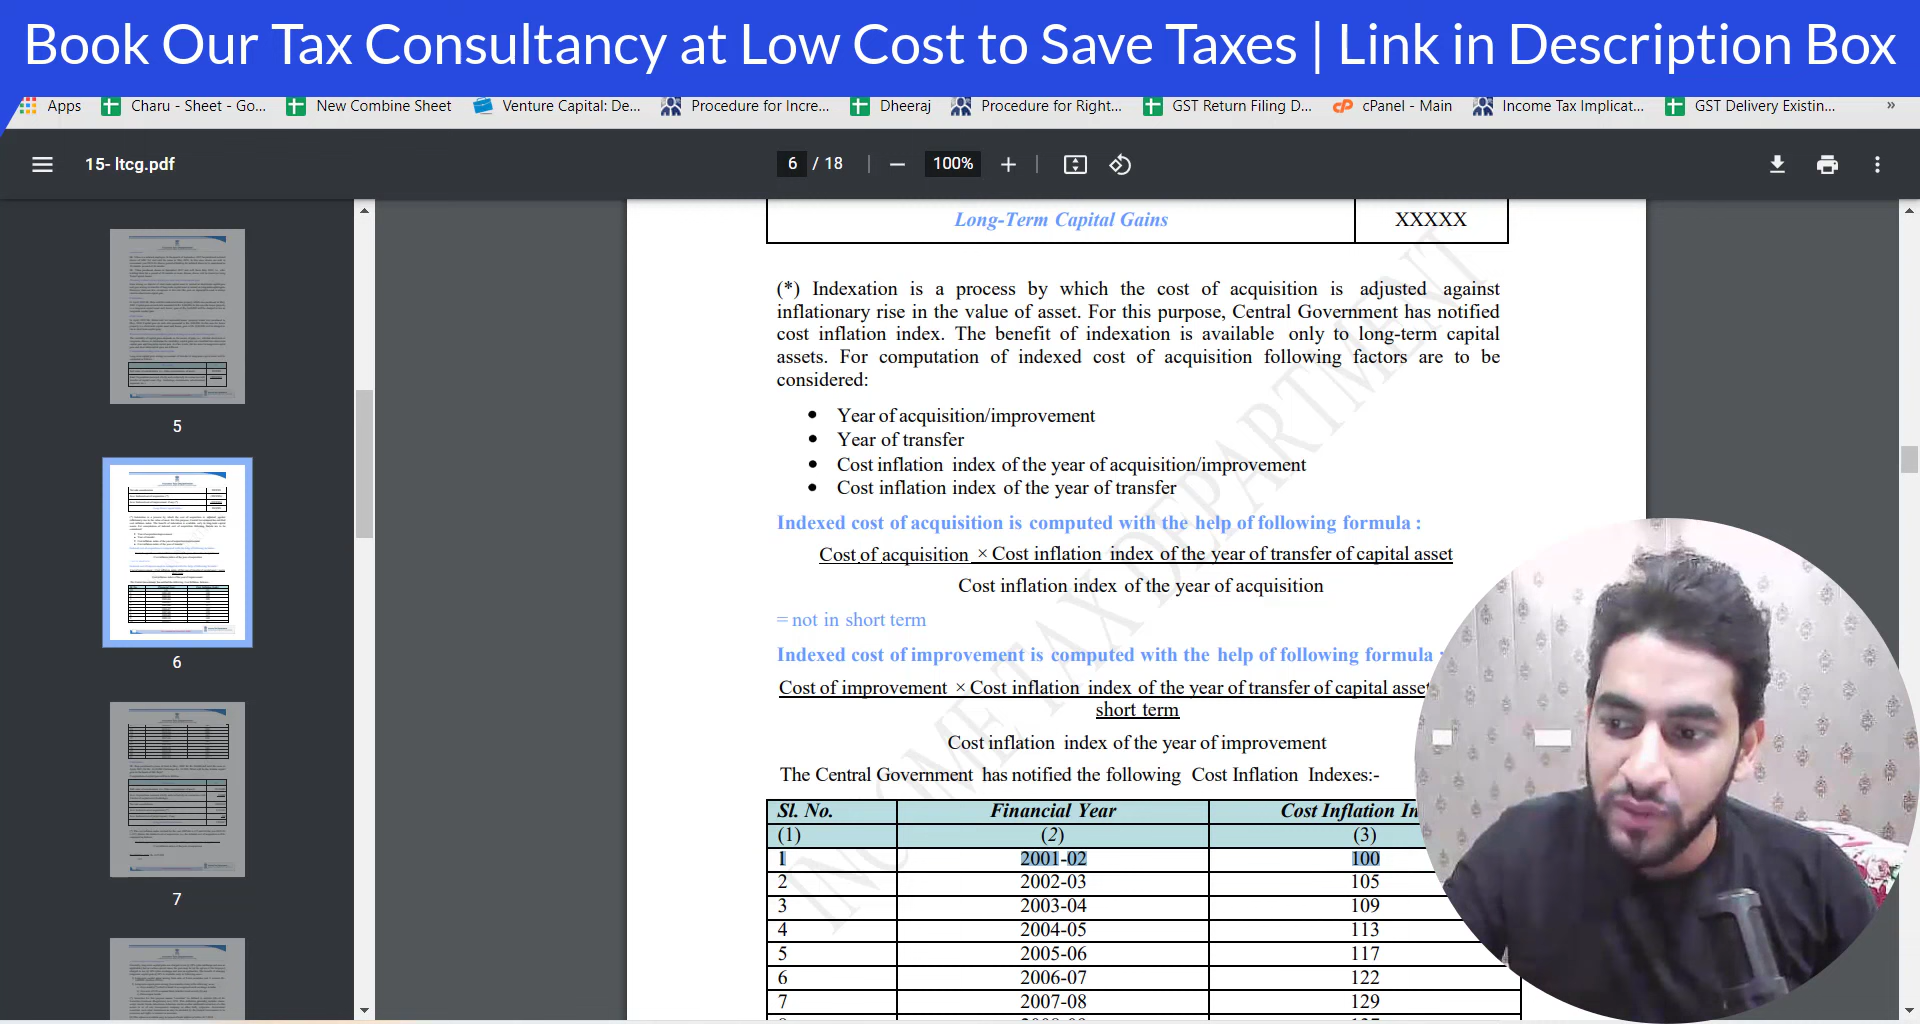 Book Our Tax Consultancy at Low Cost to Save Taxes | Link in Description Box
Apps Charu - Sheet - Go... New Combine Sheet Venture Capital: De... Procedure for Incre... Dheeraj Procedure for Right... GST Return Filing D... cPanel - Main Income Tax Implicat... GST Delivery Existin... »
15- ltcg.pdf 6 / 18 100%
5
6
7
Long-Term Capital Gains XXXXX
(*) Indexation is a process by which the cost of acquisition is adjusted against
inflationary rise in the value of asset. For this purpose, Central Government has notified
cost inflation index. The benefit of indexation is available only to long-term capital
assets. For computation of indexed cost of acquisition following factors are to be
considered:
• Year of acquisition/improvement
• Year of transfer
• Cost inflation index of the year of acquisition/improvement
• Cost inflation index of the year of transfer
Indexed cost of acquisition is computed with the help of following formula :
Cost of acquisition × Cost inflation index of the year of transfer of capital asset
Cost inflation index of the year of acquisition
= not in short term
Indexed cost of improvement is computed with the help of following formula :
Cost of improvement × Cost inflation index of the year of transfer of capital asset
short term
Cost inflation index of the year of improvement
The Central Government has notified the following Cost Inflation Indexes:-
Sl. No. Financial Year Cost Inflation In
(1) (2) (3)
1 2001-02 100
2 2002-03 105
3 2003-04 109
4 2004-05 113
5 2005-06 117
6 2006-07 122
7 2007-08 129
INCOME TAX DEPARTMENT